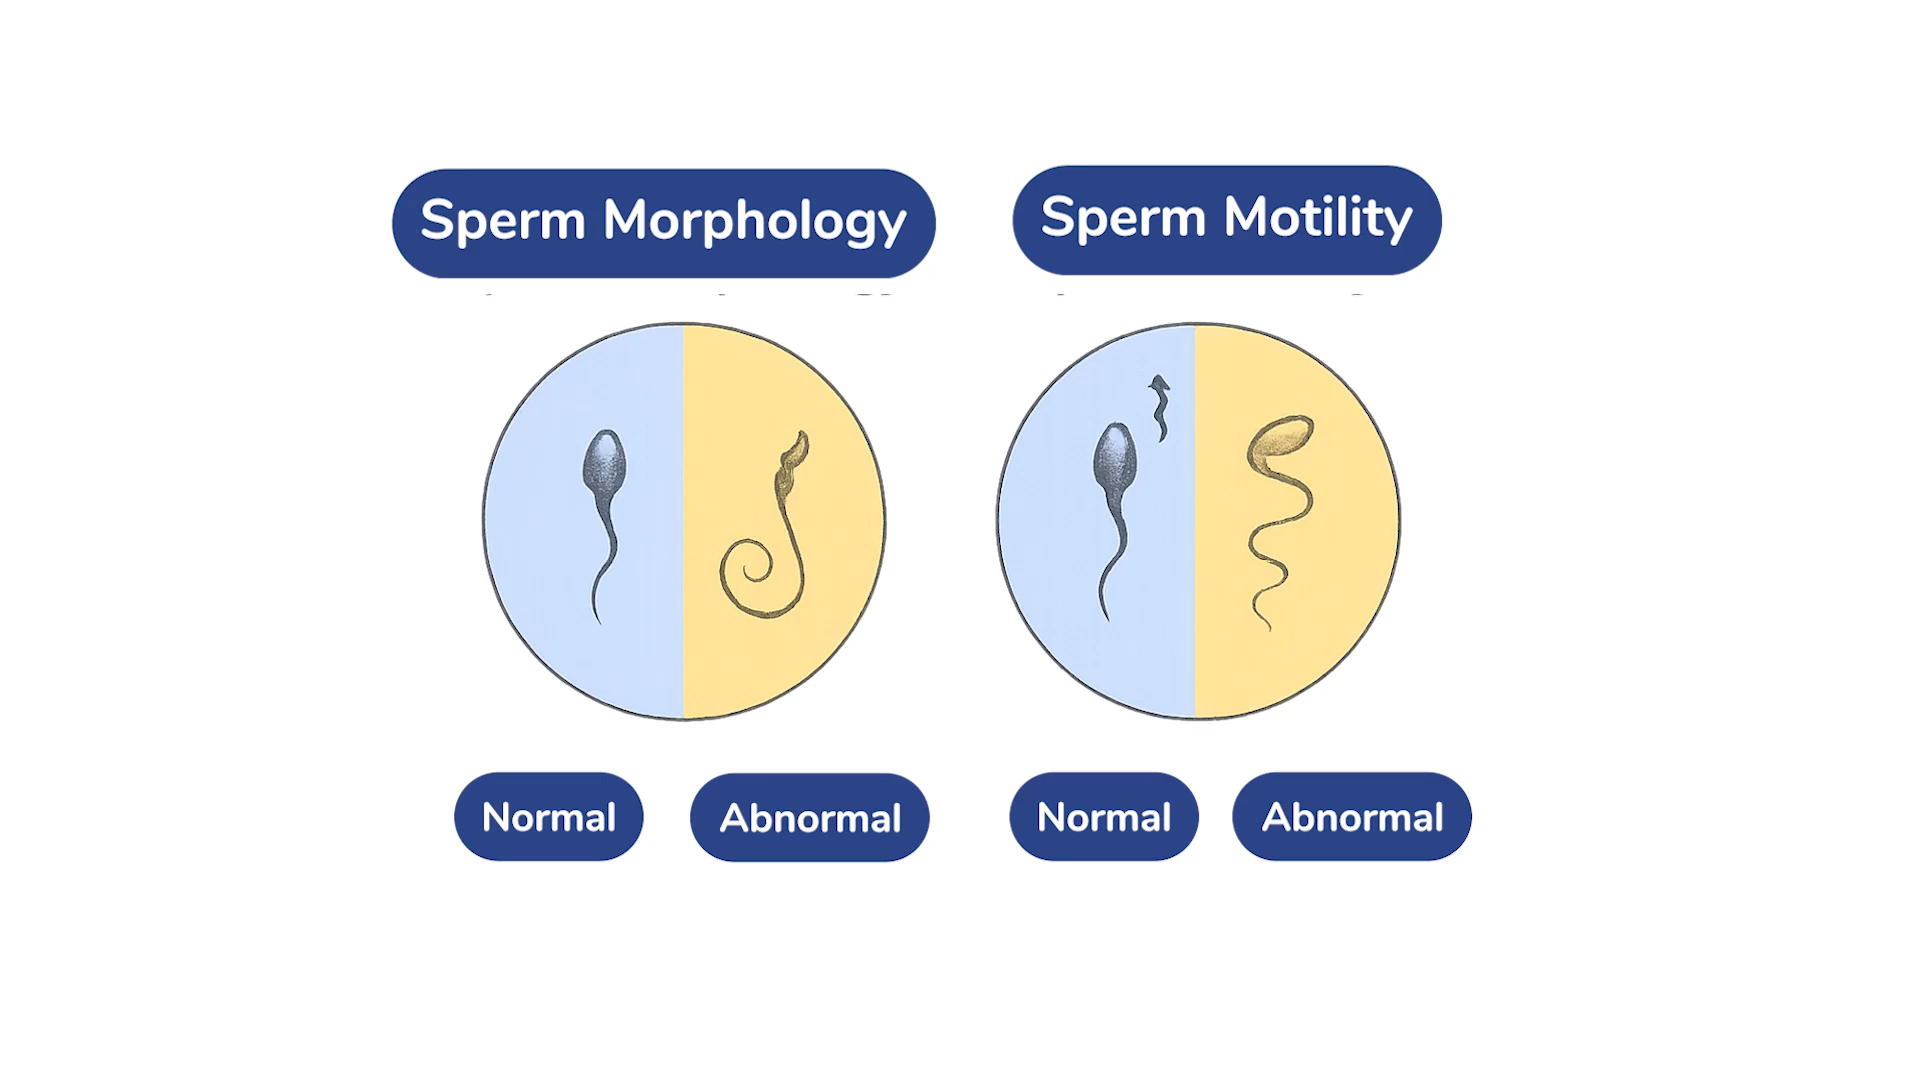 Sperm Morphology
Sperm Motility
Normal
Abnormal
Normal
Abnormal